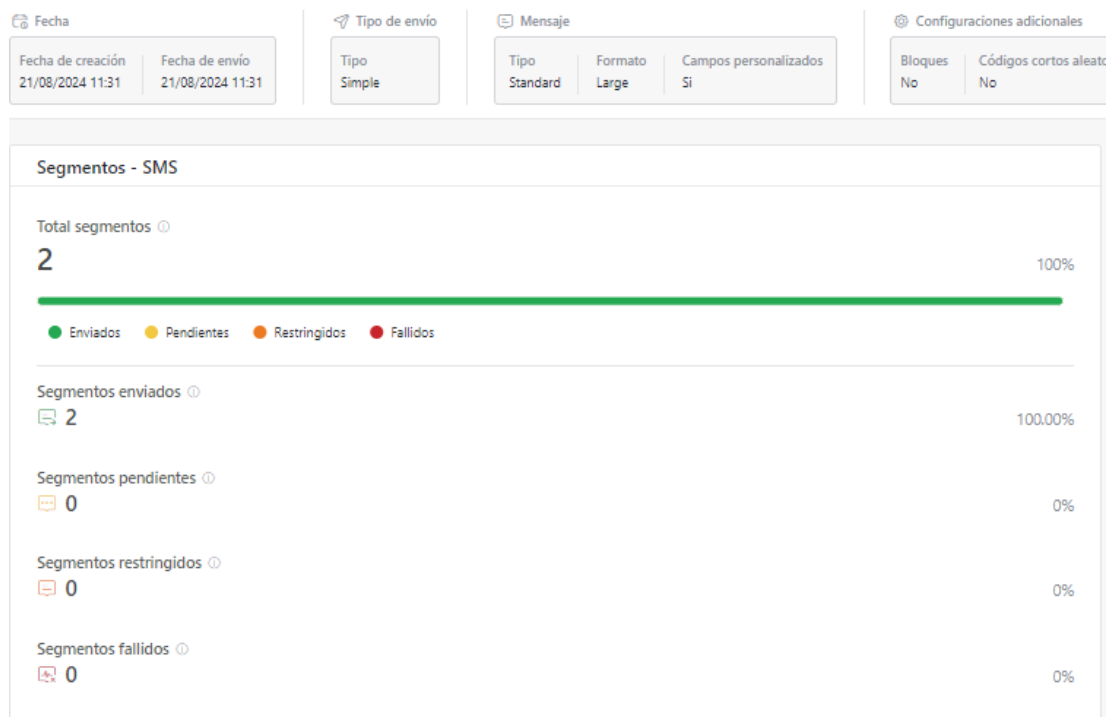 Fecha
Tipo de envío
Mensaje
Configuraciones adicionales
Fecha de creación Fecha de envío
21/08/2024 11:31 21/08/2024 11:31
Tipo
Simple
Tipo Formato Campos personalizados
Standard Large Si
Bloques Códigos cortos aleato
No No
Segmentos - SMS
Total segmentos
2 100%
Enviados Pendientes Restringidos Fallidos
Segmentos enviados
2 100.00%
Segmentos pendientes
0 0%
Segmentos restringidos
0 0%
Segmentos fallidos
0 0%